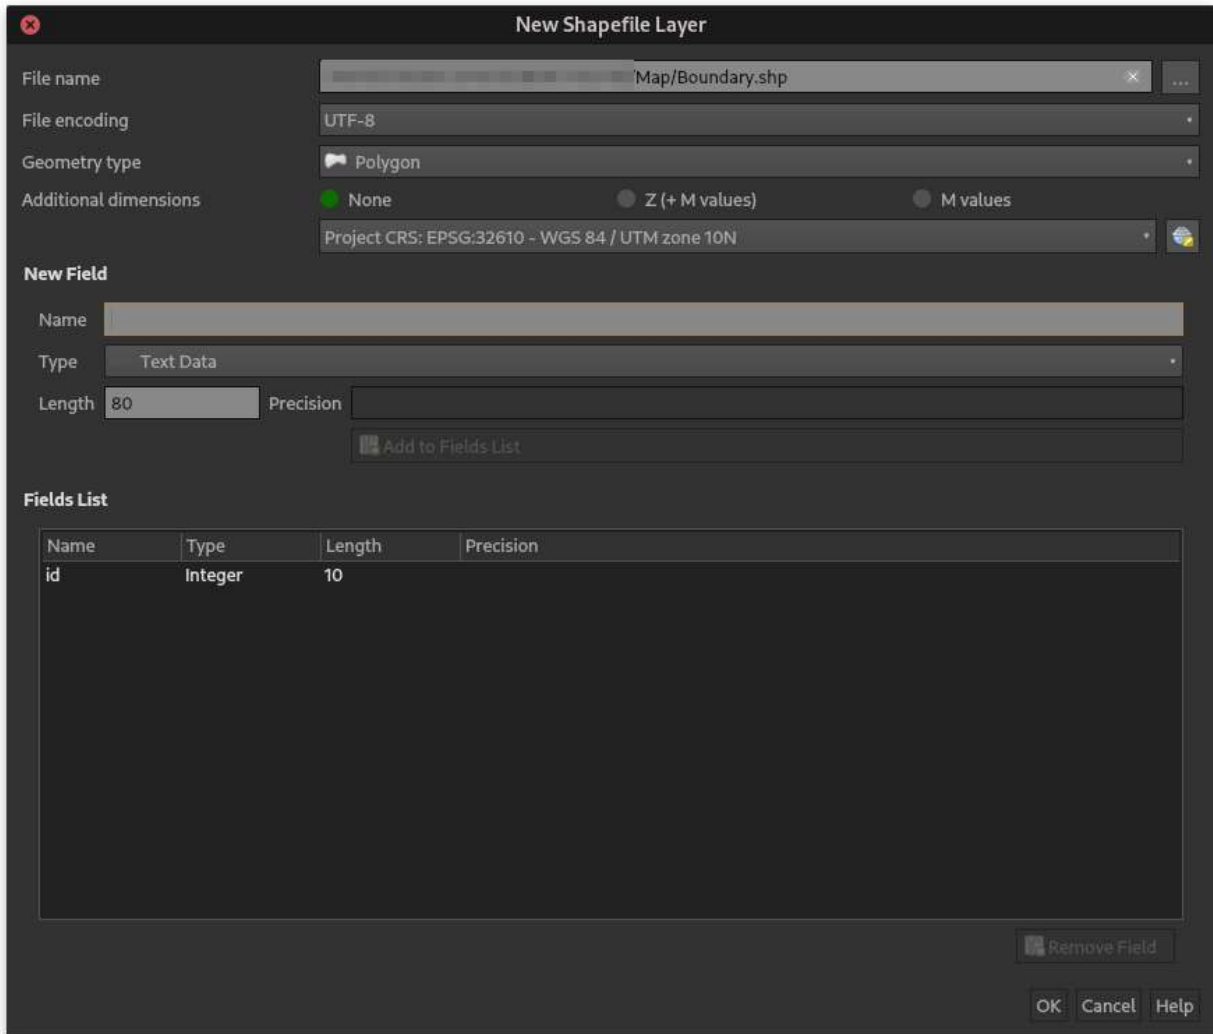 New Shapefile Layer
File name /Map/Boundary.shp ...
File encoding UTF-8
Geometry type Polygon
Additional dimensions None Z (+ M values) M values
Project CRS: EPSG:32610 - WGS 84 / UTM zone 10N
New Field
Name
Type Text Data
Length 80 Precision
Add to Fields List
Fields List
Name Type Length Precision
id Integer 10
Remove Field
OK Cancel Help